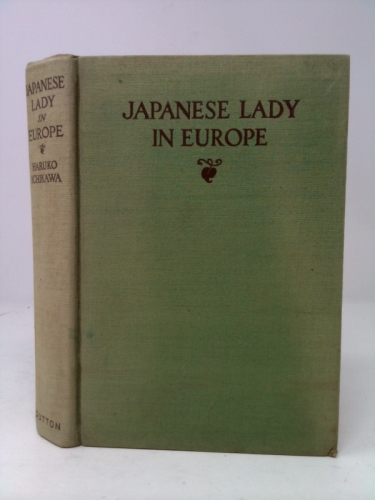 JAPANESE LADY
IN EUROPE
JAPANESE
LADY
IN
EUROPE
HARUKO
ICHIKAWA
DUTTON